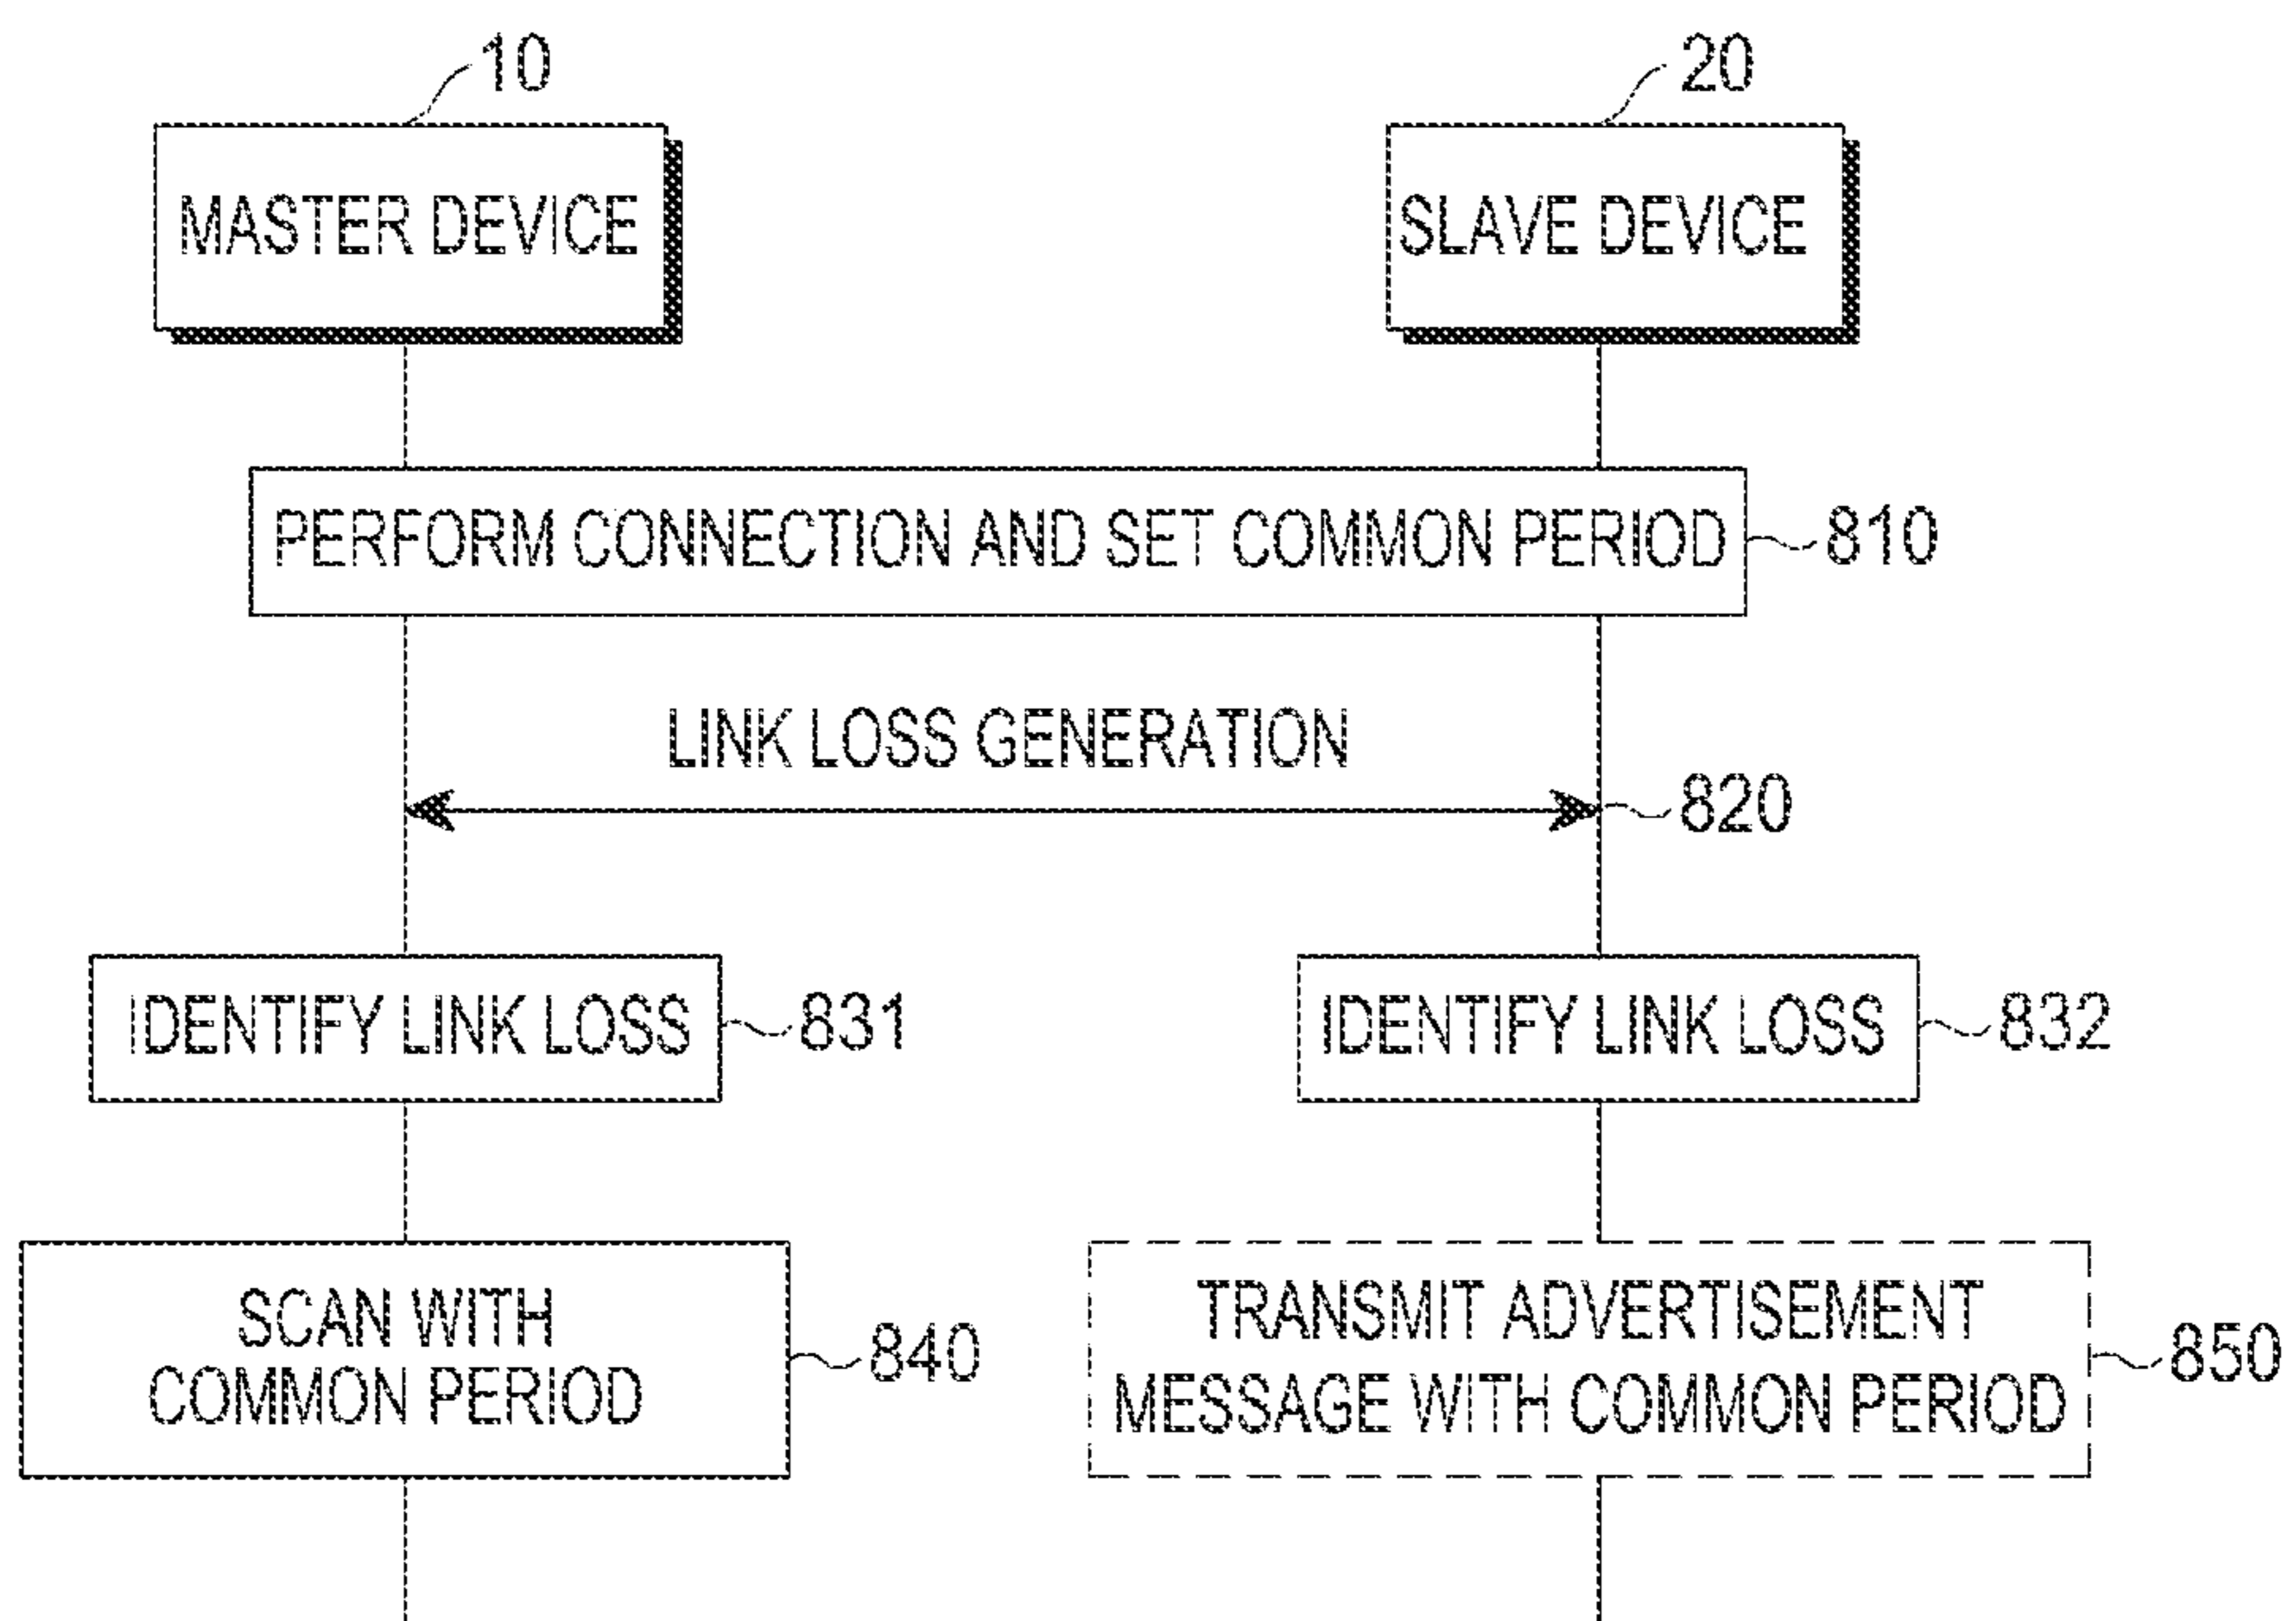 10
20
MASTER DEVICE
SLAVE DEVICE
PERFORM CONNECTION AND SET COMMON PERIOD
810
LINK LOSS GENERATION
820
IDENTIFY LINK LOSS
831
IDENTIFY LINK LOSS
832
SCAN WITH
COMMON PERIOD
840
TRANSMIT ADVERTISEMENT
MESSAGE WITH COMMON PERIOD
850